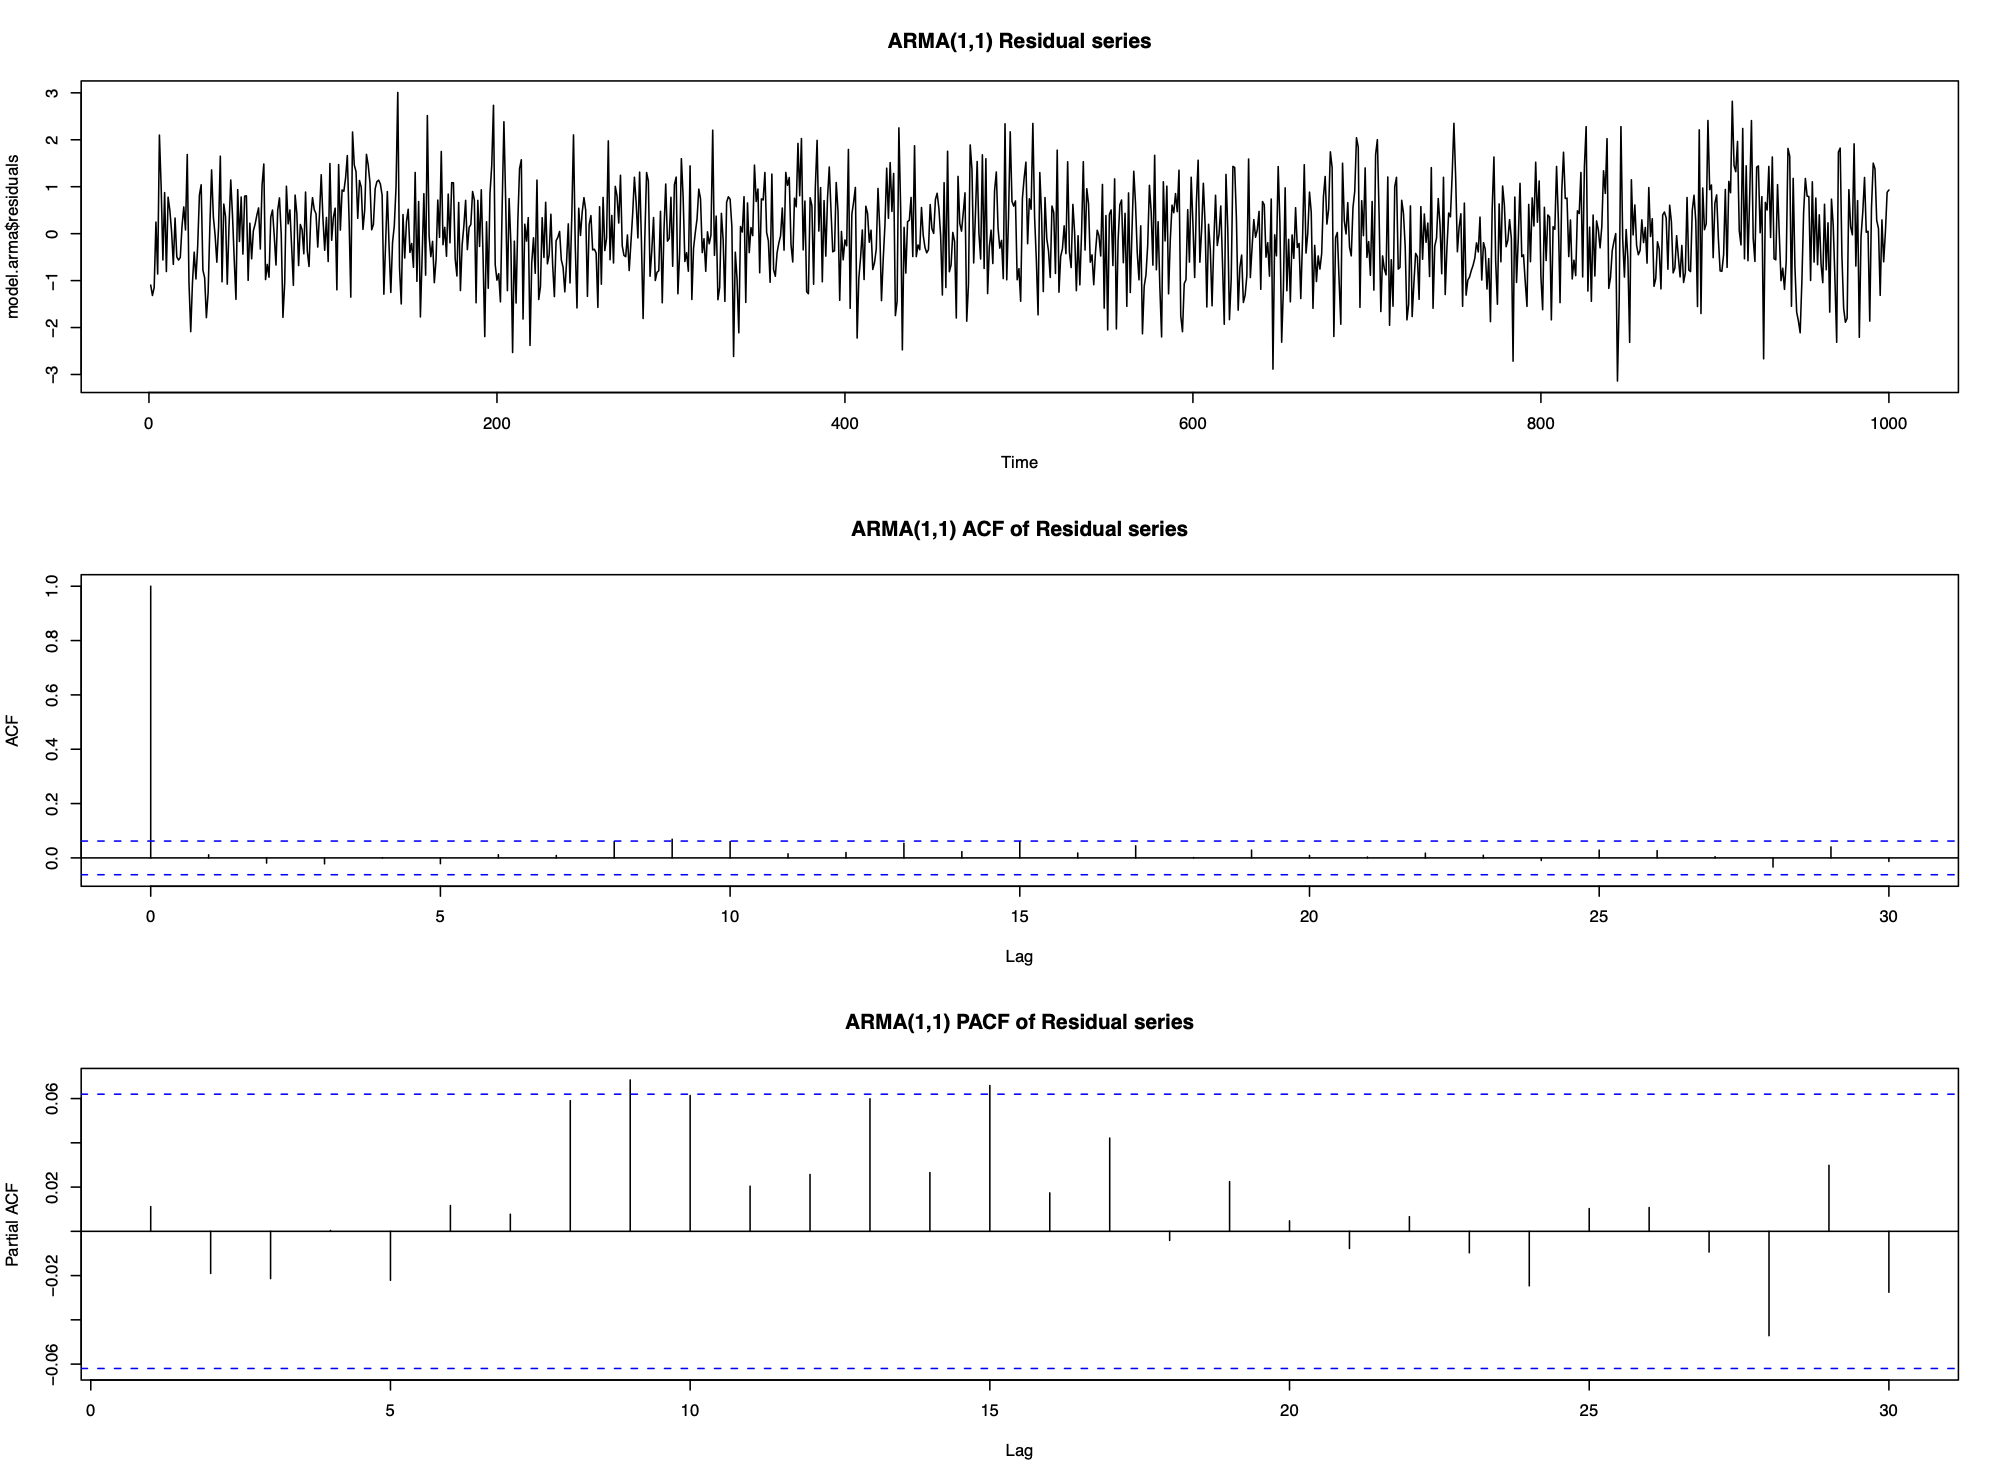 ARMA(1,1) Residual series
model.arma$residuals
3
2
1
0
−1
−2
−3
0 200 400 600 800 1000
Time
ARMA(1,1) ACF of Residual series
ACF
1.0
0.8
0.6
0.4
0.2
0.0
0 5 10 15 20 25 30
Lag
ARMA(1,1) PACF of Residual series
Partial ACF
0.06
0.02
−0.02
−0.06
0 5 10 15 20 25 30
Lag